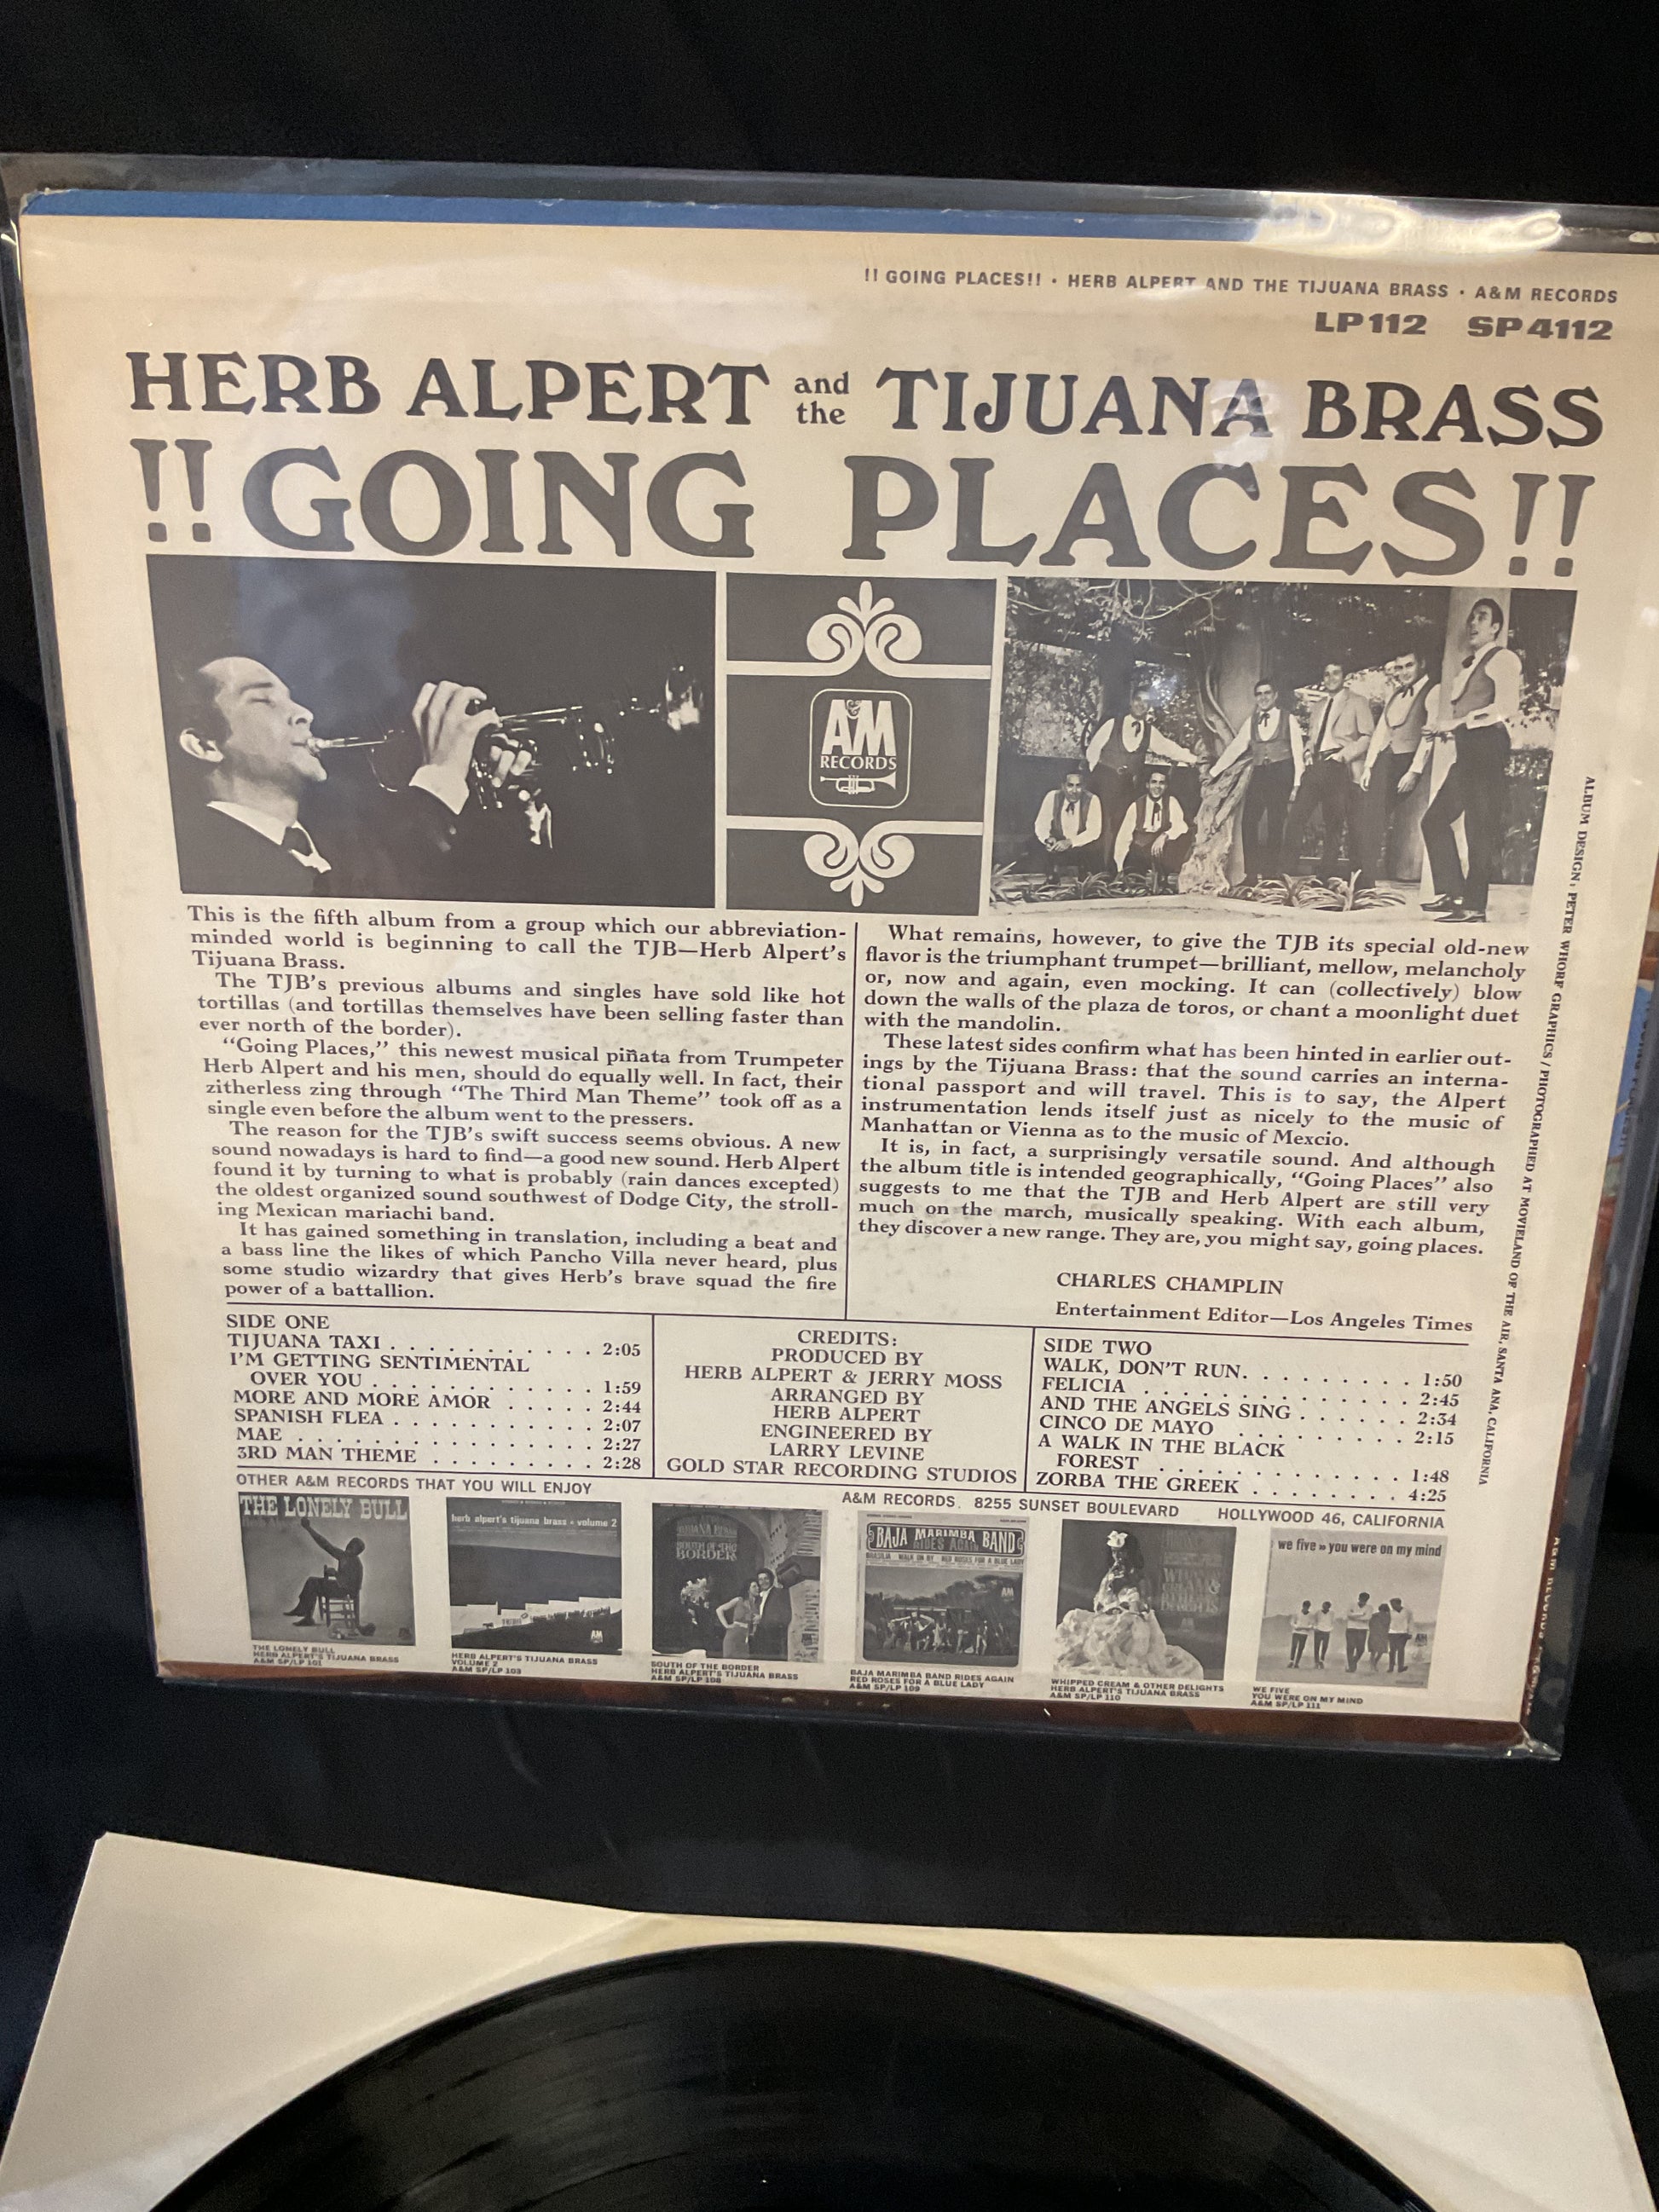 !! GOING PLACES!! · HERB ALPERT AND THE TIJUANA BRASS · A&M RECORDS
LP112 SP4112
HERB ALPERT and the TIJUANA BRASS
!!GOING PLACES!!
A&M
RECORDS
This is the fifth album from a group which our abbreviation-
minded world is beginning to call the TJB—Herb Alpert's
Tijuana Brass.
The TJB's previous albums and singles have sold like hot
tortillas (and tortillas themselves have been selling faster than
ever north of the border).
"Going Places," this newest musical piñata from Trumpeter
Herb Alpert and his men, should do equally well. In fact, their
zitherless zing through "The Third Man Theme" took off as a
single even before the album went to the pressers.
The reason for the TJB's swift success seems obvious. A new
sound nowadays is hard to find—a good new sound. Herb Alpert
found it by turning to what is probably (rain dances excepted)
the oldest organized sound southwest of Dodge City, the stroll-
ing Mexican mariachi band.
It has gained something in translation, including a beat and
a bass line the likes of which Pancho Villa never heard, plus
some studio wizardry that gives Herb's brave squad the fire
power of a battallion.
What remains, however, to give the TJB its special old-new
flavor is the triumphant trumpet—brilliant, mellow, melancholy
or, now and again, even mocking. It can (collectively) blow
down the walls of the plaza de toros, or chant a moonlight duet
with the mandolin.
These latest sides confirm what has been hinted in earlier out-
ings by the Tijuana Brass: that the sound carries an interna-
tional passport and will travel. This is to say, the Alpert
instrumentation lends itself just as nicely to the music of
Manhattan or Vienna as to the music of Mexcio.
It is, in fact, a surprisingly versatile sound. And although
the album title is intended geographically, "Going Places" also
suggests to me that the TJB and Herb Alpert are still very
much on the march, musically speaking. With each album,
they discover a new range. They are, you might say, going places.
CHARLES CHAMPLIN
Entertainment Editor—Los Angeles Times
ALBUM DESIGN: PETER WHORF GRAPHICS / PHOTOGRAPHED AT MOVIELAND OF THE AIR, SANTA ANA, CALIFORNIA
SIDE ONE
TIJUANA TAXI . . . . . . . . . . . 2:05
I'M GETTING SENTIMENTAL
OVER YOU . . . . . . . . . . . . 1:59
MORE AND MORE AMOR . . . . . 2:44
SPANISH FLEA . . . . . . . . . . . 2:07
MAE . . . . . . . . . . . . . . . . 2:27
3RD MAN THEME . . . . . . . . . 2:28
CREDITS:
PRODUCED BY
HERB ALPERT & JERRY MOSS
ARRANGED BY
HERB ALPERT
ENGINEERED BY
LARRY LEVINE
GOLD STAR RECORDING STUDIOS
SIDE TWO
WALK, DON'T RUN. . . . . . . . . 1:50
FELICIA . . . . . . . . . . . . . . 2:45
AND THE ANGELS SING . . . . . . 2:34
CINCO DE MAYO . . . . . . . . . 2:15
A WALK IN THE BLACK
FOREST . . . . . . . . . . . . . 1:48
ZORBA THE GREEK . . . . . . . . 4:25
OTHER A&M RECORDS THAT YOU WILL ENJOY
A&M RECORDS, 8255 SUNSET BOULEVARD HOLLYWOOD 46, CALIFORNIA
THE LONELY BULL
herb alpert's tijuana brass · volume 2
SOUTH OF THE
BORDER
BAJA MARIMBA BAND
RIDES AGAIN
we five » you were on my mind
THE LONELY BULL
HERB ALPERT'S TIJUANA BRASS
A&M SP/LP 101
HERB ALPERT'S TIJUANA BRASS
VOLUME 2
A&M SP/LP 103
SOUTH OF THE BORDER
HERB ALPERT'S TIJUANA BRASS
A&M SP/LP 108
BAJA MARIMBA BAND RIDES AGAIN
RED ROSES FOR A BLUE LADY
A&M SP/LP 109
WHIPPED CREAM & OTHER DELIGHTS
HERB ALPERT'S TIJUANA BRASS
A&M SP/LP 110
WE FIVE
YOU WERE ON MY MIND
A&M SP/LP 111